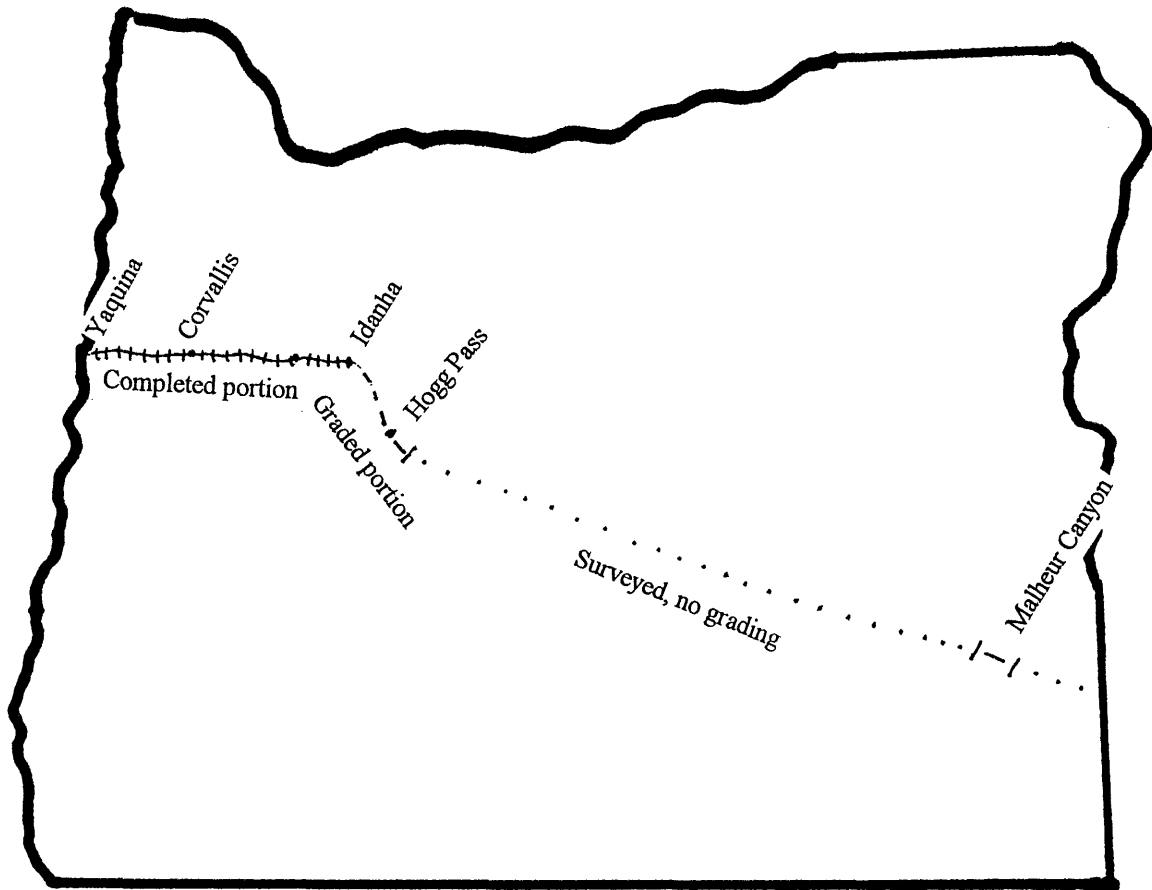 Yaquina
Corvallis
Idanha
Hogg Pass
Completed portion
Graded portion
Surveyed, no grading
Malheur Canyon